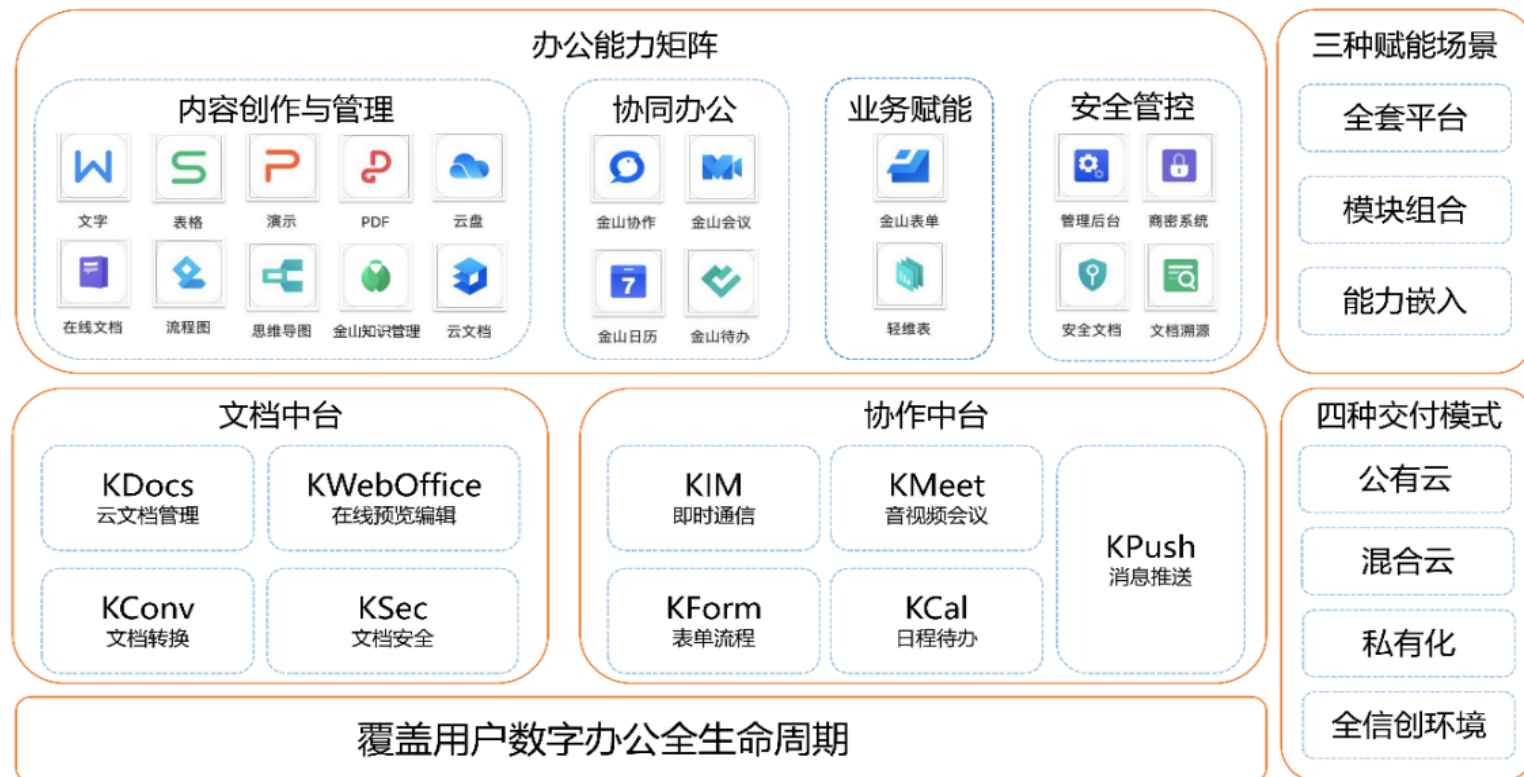 办公能力矩阵
内容创作与管理
文字
表格
演示
PDF
云盘
在线文档
流程图
思维导图
金山知识管理
云文档
协同办公
金山协作
金山会议
7
金山日历
金山待办
业务赋能
金山表单
轻维表
安全管控
管理后台
商密系统
安全文档
文档溯源
三种赋能场景
全套平台
模块组合
能力嵌入
文档中台
KDocs
云文档管理
KWebOffice
在线预览编辑
KConv
文档转换
KSec
文档安全
协作中台
KIM
即时通信
KMeet
音视频会议
KForm
表单流程
KCal
日程待办
KPush
消息推送
四种交付模式
公有云
混合云
私有化
全信创环境
覆盖用户数字办公全生命周期